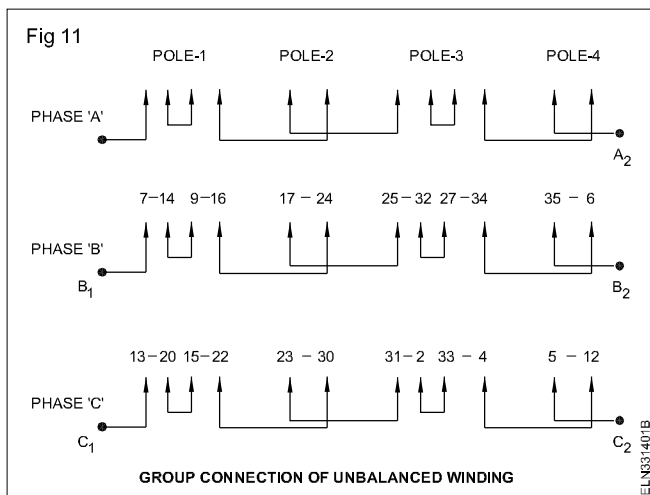 Fig 11
POLE-1 POLE-2 POLE-3 POLE-4
PHASE 'A'
A2
7–14 9–16 17 – 24 25–32 27–34 35 – 6
PHASE 'B'
B1 B2
13–20 15–22 23 – 30 31–2 33 – 4 5 – 12
PHASE 'C'
C1 C2
GROUP CONNECTION OF UNBALANCED WINDING
ELN331401B